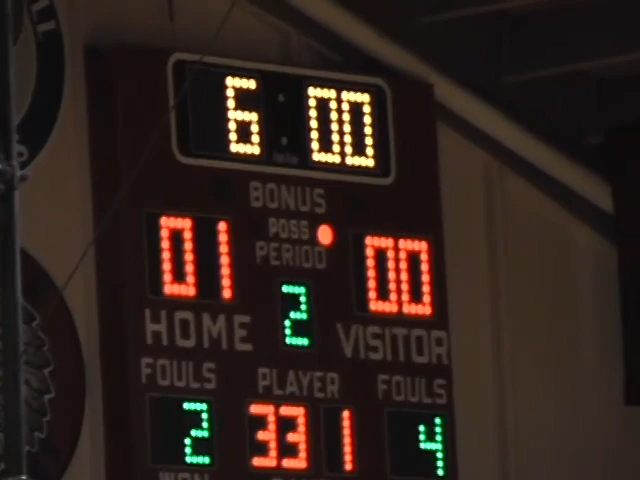 6:00
BONUS
POSS
PERIOD
01 2 00
HOME VISITOR
FOULS PLAYER FOULS
2 33 1 4